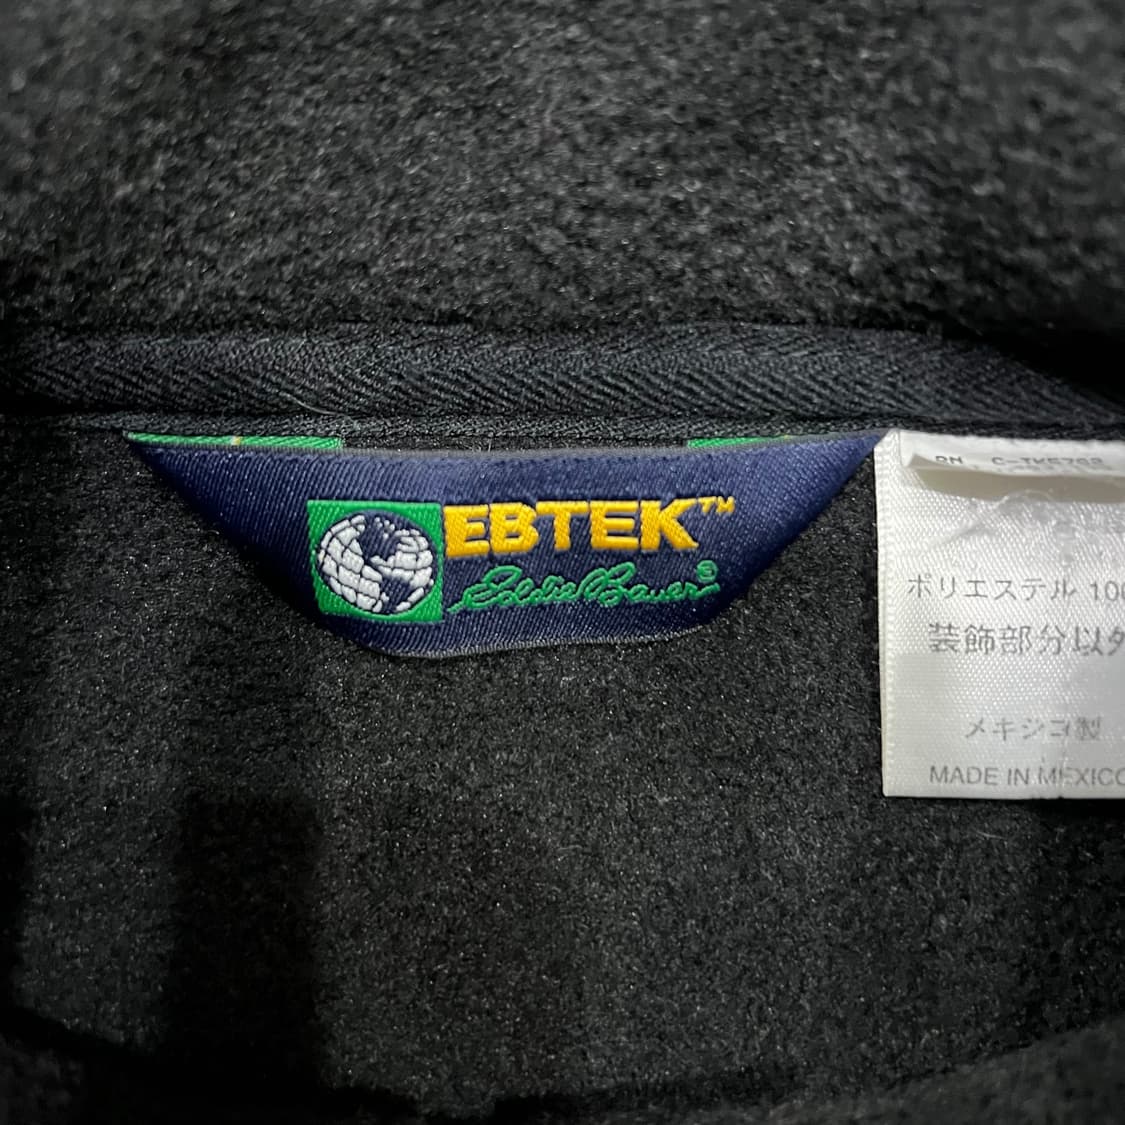 EBTEK™
Eddie Bauer®
ポリエステル 100
装飾部分以外
メキシコ製
MADE IN MEXICO